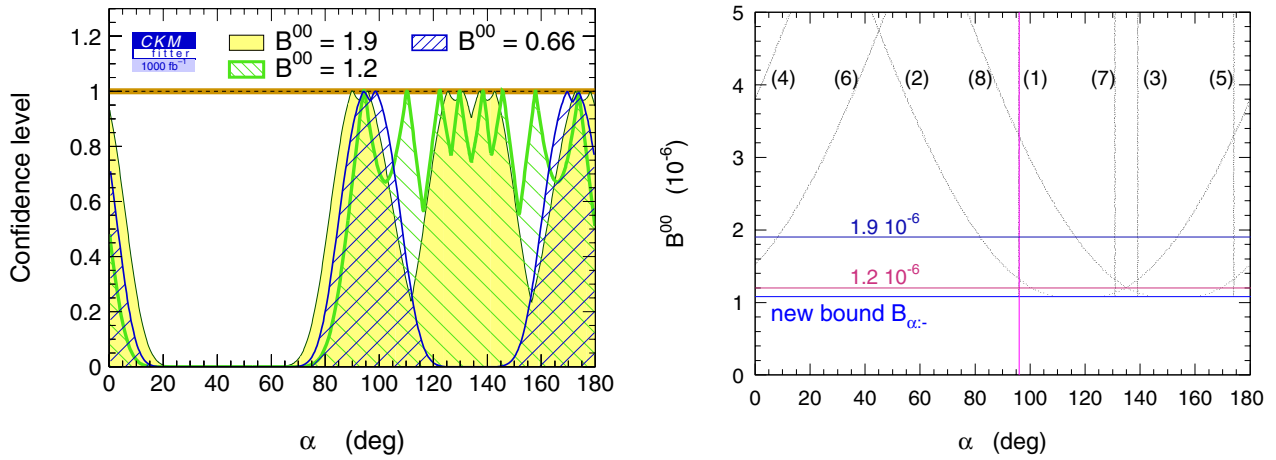 CKM
fitter
1000 fb⁻¹
B⁰⁰ = 1.9
B⁰⁰ = 0.66
B⁰⁰ = 1.2
Confidence level
1.2
1
0.8
0.6
0.4
0.2
0
0 20 40 60 80 100 120 140 160 180
α (deg)
B⁰⁰ (10⁻⁶)
5
4
3
2
1
0
(4) (6) (2) (8) (1) (7) (3) (5)
1.9 10⁻⁶
1.2 10⁻⁶
new bound B_α:-
0 20 40 60 80 100 120 140 160 180
α (deg)